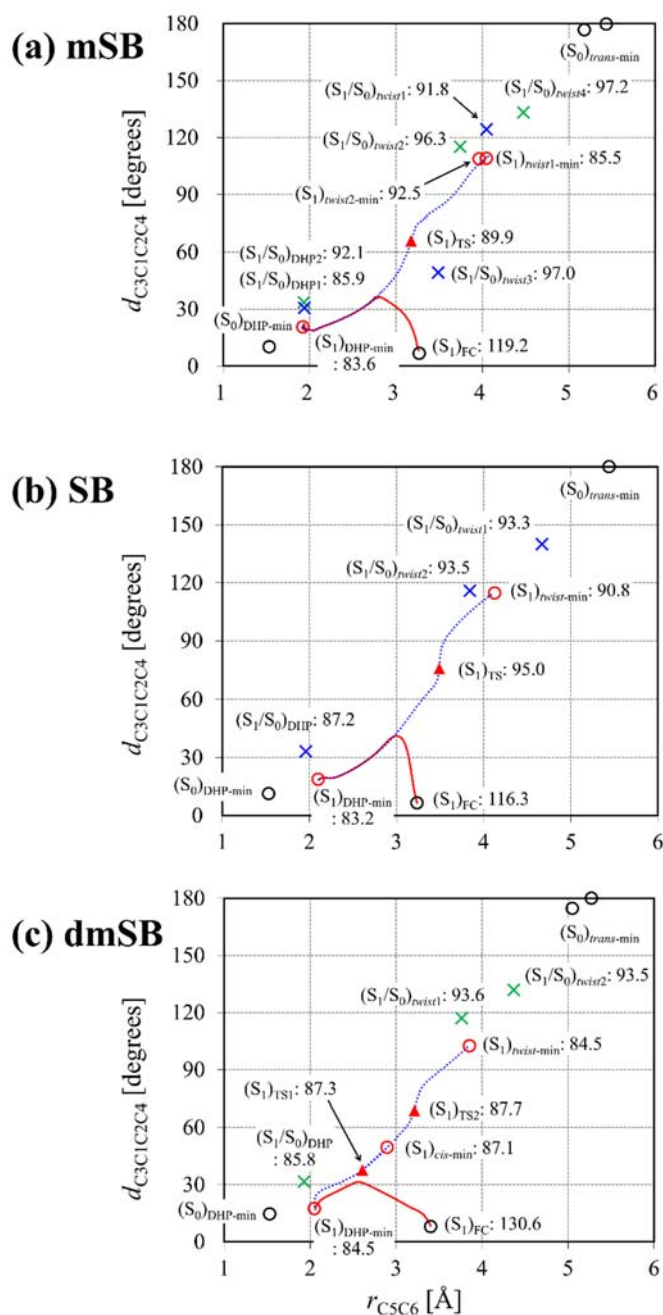 (a) mSB
180
150
120
90
60
30
0
d_C3C1C2C4 [degrees]
(S0)trans-min
(S1/S0)twist1: 91.8
(S1/S0)twist4: 97.2
(S1/S0)twist2: 96.3
(S1)twist1-min: 85.5
(S1)twist2-min: 92.5
(S1)TS: 89.9
(S1/S0)DHP2: 92.1
(S1/S0)DHP1: 85.9
(S1/S0)twist3: 97.0
(S0)DHP-min
(S1)DHP-min
: 83.6
(S1)FC: 119.2
1 2 3 4 5 6
(b) SB
180
150
120
90
60
30
0
d_C3C1C2C4 [degrees]
(S0)trans-min
(S1/S0)twist1: 93.3
(S1/S0)twist2: 93.5
(S1)twist-min: 90.8
(S1)TS: 95.0
(S1/S0)DHP: 87.2
(S0)DHP-min
(S1)DHP-min
: 83.2
(S1)FC: 116.3
1 2 3 4 5 6
(c) dmSB
180
150
120
90
60
30
0
d_C3C1C2C4 [degrees]
(S0)trans-min
(S1/S0)twist2: 93.5
(S1/S0)twist1: 93.6
(S1)twist-min: 84.5
(S1)TS1: 87.3
(S1)TS2: 87.7
(S1/S0)DHP
: 85.8
(S1)cis-min: 87.1
(S0)DHP-min
(S1)DHP-min
: 84.5
(S1)FC: 130.6
1 2 3 4 5 6
r_C5C6 [Å]